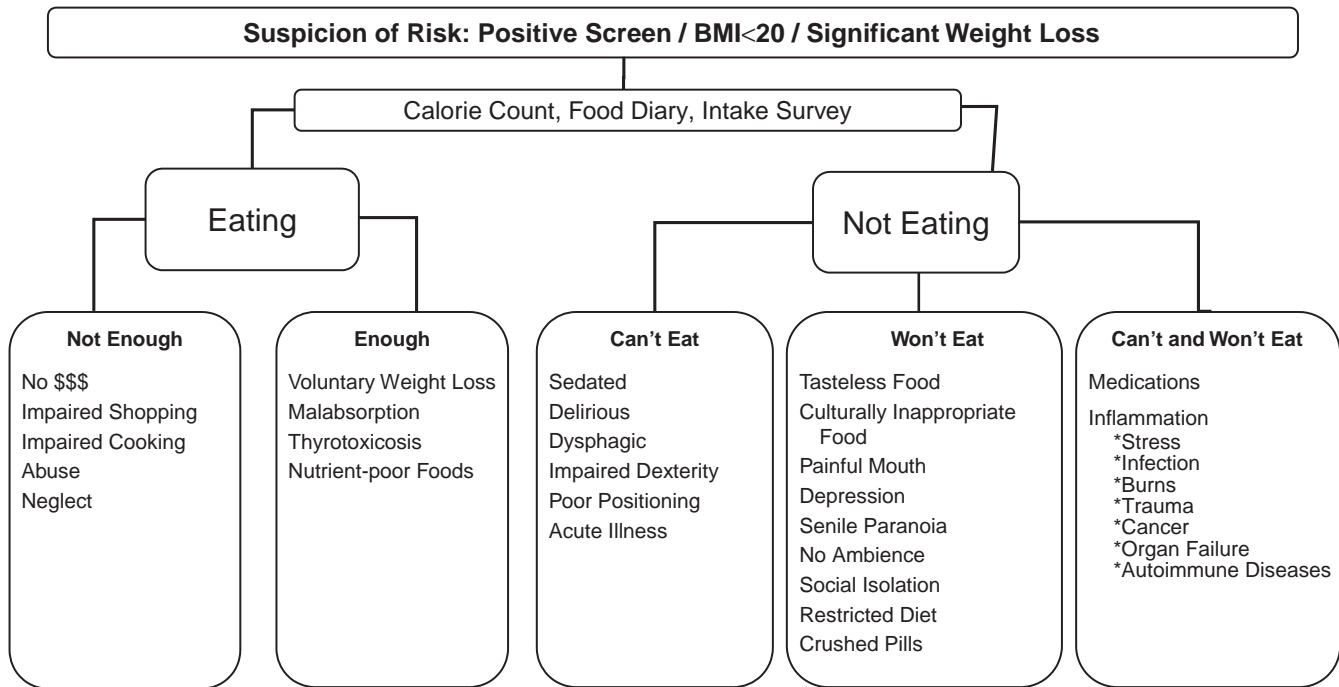 Suspicion of Risk: Positive Screen / BMI<20 / Significant Weight Loss
Calorie Count, Food Diary, Intake Survey
Eating
Not Eating
Not Enough
No $$$
Impaired Shopping
Impaired Cooking
Abuse
Neglect
Enough
Voluntary Weight Loss
Malabsorption
Thyrotoxicosis
Nutrient-poor Foods
Can't Eat
Sedated
Delirious
Dysphagic
Impaired Dexterity
Poor Positioning
Acute Illness
Won't Eat
Tasteless Food
Culturally Inappropriate
Food
Painful Mouth
Depression
Senile Paranoia
No Ambience
Social Isolation
Restricted Diet
Crushed Pills
Can't and Won't Eat
Medications
Inflammation
*Stress
*Infection
*Burns
*Trauma
*Cancer
*Organ Failure
*Autoimmune Diseases